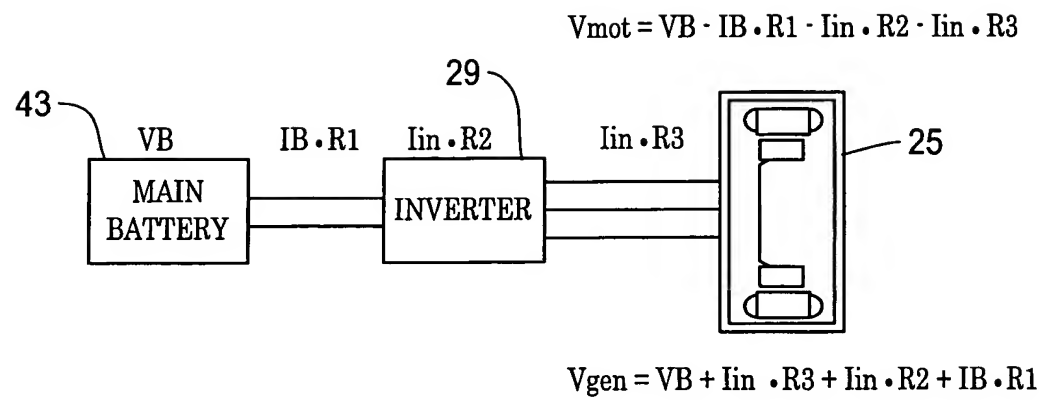 Vmot = VB - IB•R1 - Iin•R2 - Iin•R3
43
29
VB
IB•R1
Iin•R2
Iin•R3
25
MAIN
BATTERY
INVERTER
Vgen = VB + Iin •R3 + Iin•R2 + IB•R1